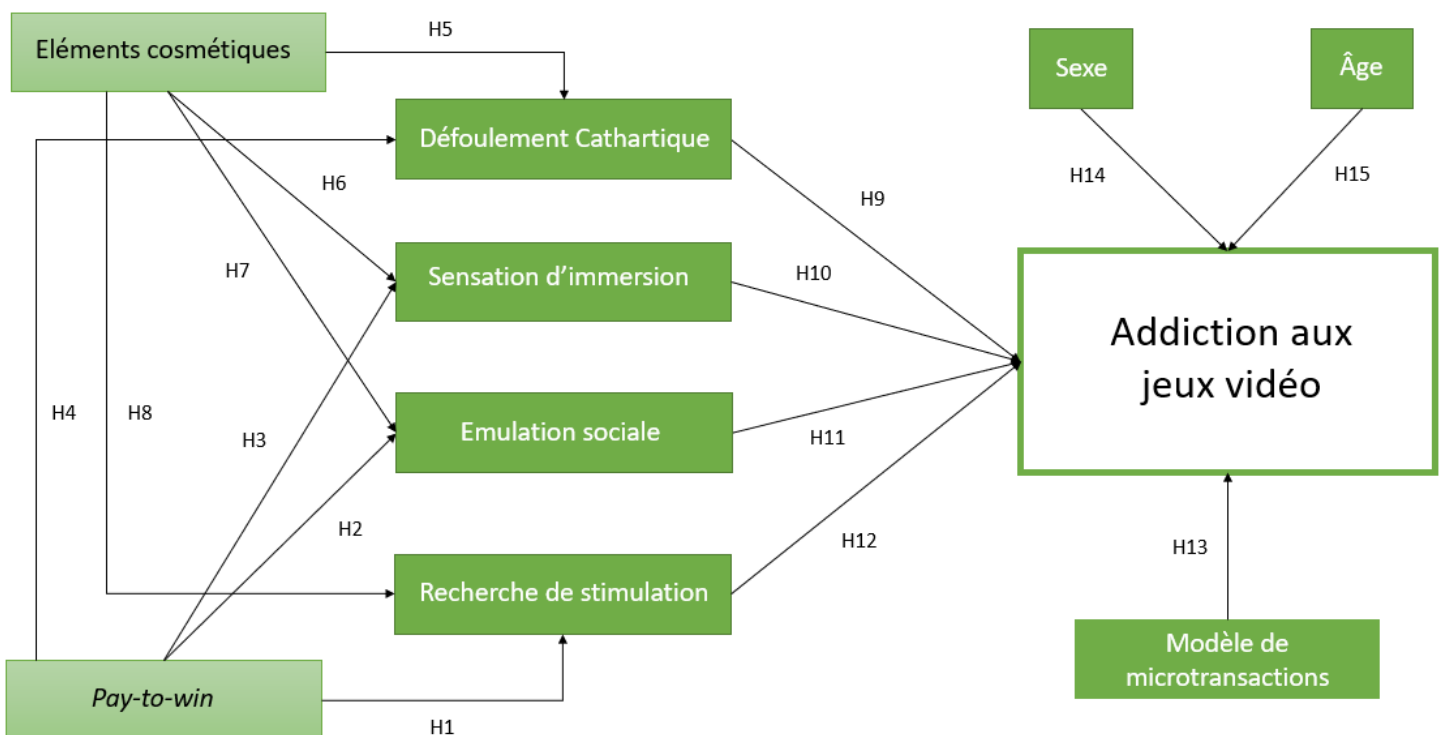 Eléments cosmétiques
H5
Sexe
Âge
Défoulement Cathartique
H6
H14
H15
H9
H7
Sensation d'immersion
H10
Addiction aux
jeux vidéo
H4
H8
H3
Emulation sociale
H11
H2
H12
H13
Recherche de stimulation
Modèle de
microtransactions
Pay-to-win
H1